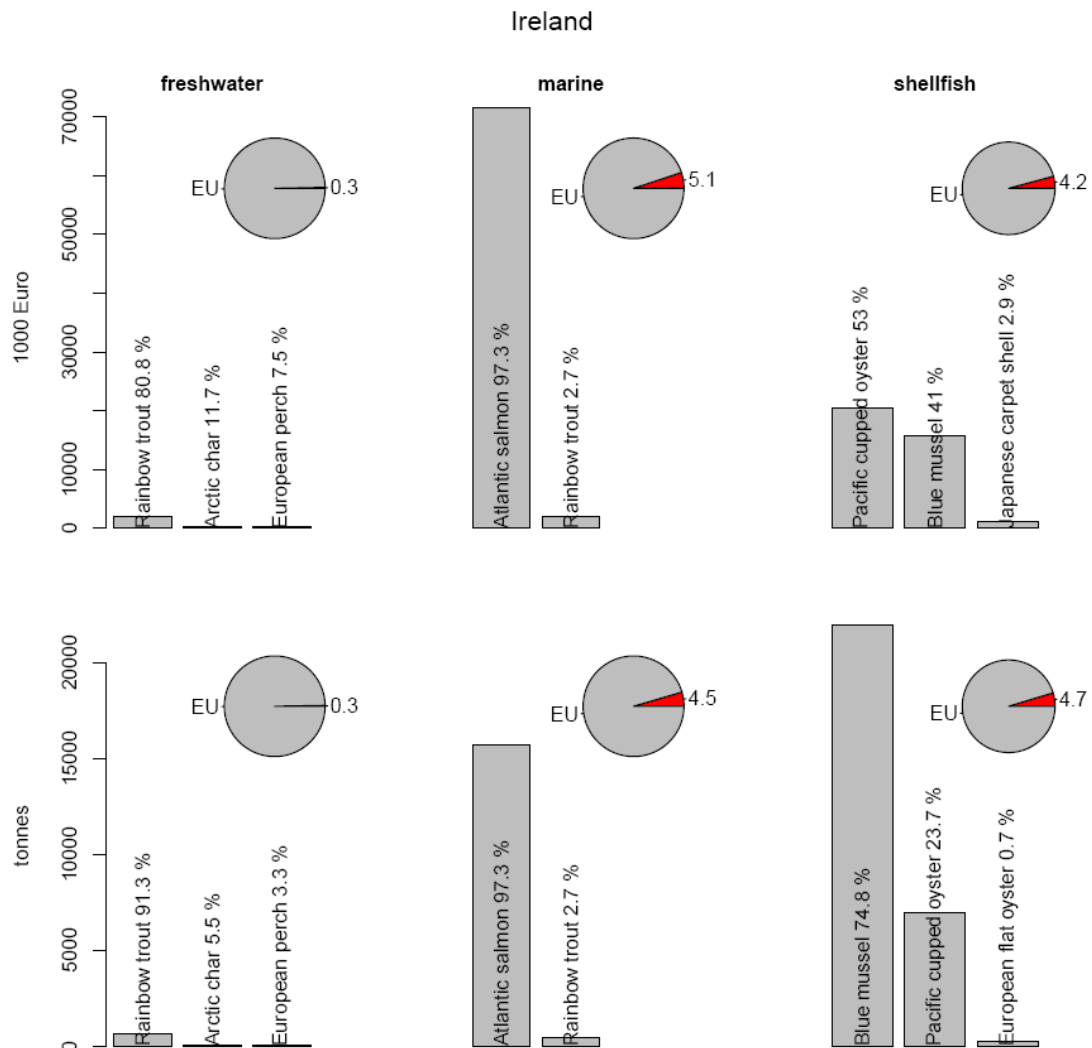 Ireland
freshwater
marine
shellfish
1000 Euro
70000
50000
30000
10000
0
Rainbow trout 80.8 %
Arctic char 11.7 %
European perch 7.5 %
EU
0.3
Atlantic salmon 97.3 %
Rainbow trout 2.7 %
EU
5.1
Pacific cupped oyster 53 %
Blue mussel 41 %
Japanese carpet shell 2.9 %
EU
4.2
tonnes
20000
15000
10000
5000
0
Rainbow trout 91.3 %
Arctic char 5.5 %
European perch 3.3 %
EU
0.3
Atlantic salmon 97.3 %
Rainbow trout 2.7 %
EU
4.5
Blue mussel 74.8 %
Pacific cupped oyster 23.7 %
European flat oyster 0.7 %
EU
4.7